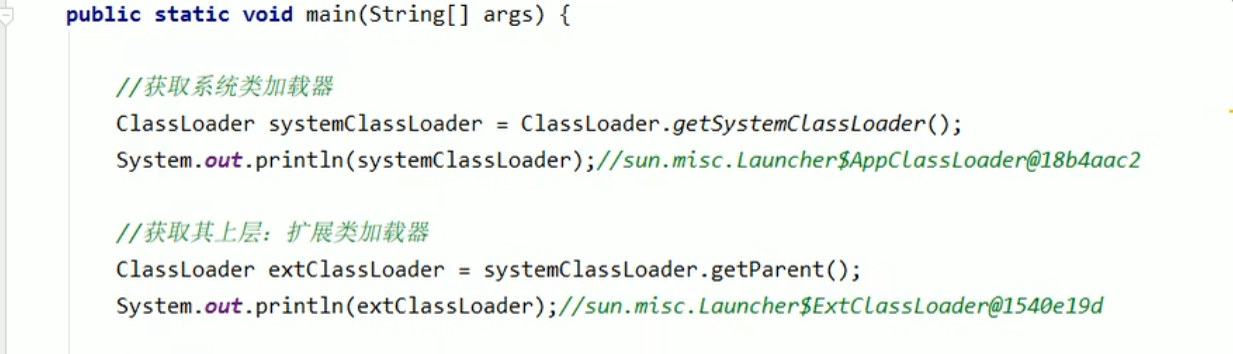 public static void main(String[] args) {
//获取系统类加载器
ClassLoader systemClassLoader = ClassLoader.getSystemClassLoader();
System.out.println(systemClassLoader);//sun.misc.Launcher$AppClassLoader@18b4aac2
//获取其上层：扩展类加载器
ClassLoader extClassLoader = systemClassLoader.getParent();
System.out.println(extClassLoader);//sun.misc.Launcher$ExtClassLoader@1540e19d